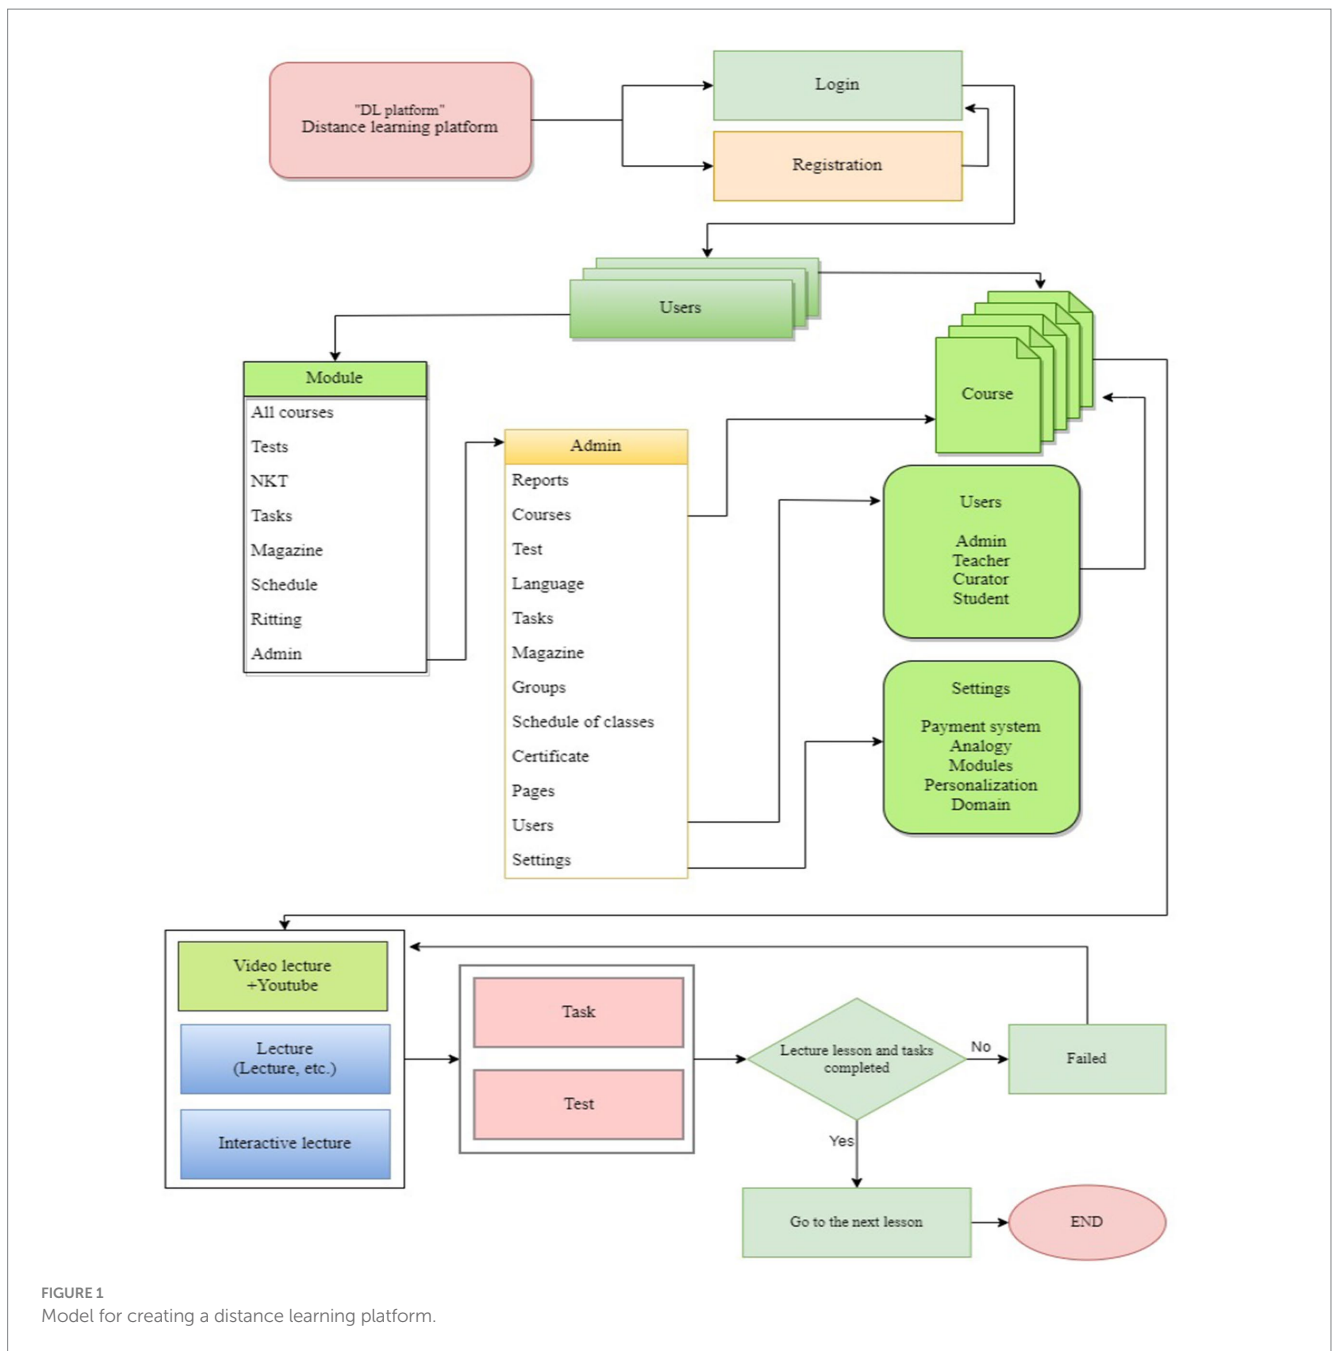 "DL platform"
Distance learning platform
Login
Registration
Users
Module
All courses
Tests
NKT
Tasks
Magazine
Schedule
Ritting
Admin
Admin
Reports
Courses
Test
Language
Tasks
Magazine
Groups
Schedule of classes
Certificate
Pages
Users
Settings
Course
Users
Admin
Teacher
Curator
Student
Settings
Payment system
Analogy
Modules
Personalization
Domain
Video lecture
+Youtube
Lecture
(Lecture, etc.)
Interactive lecture
Task
Test
Lecture lesson and tasks
completed
No
Failed
Yes
Go to the next lesson
END
FIGURE 1
Model for creating a distance learning platform.